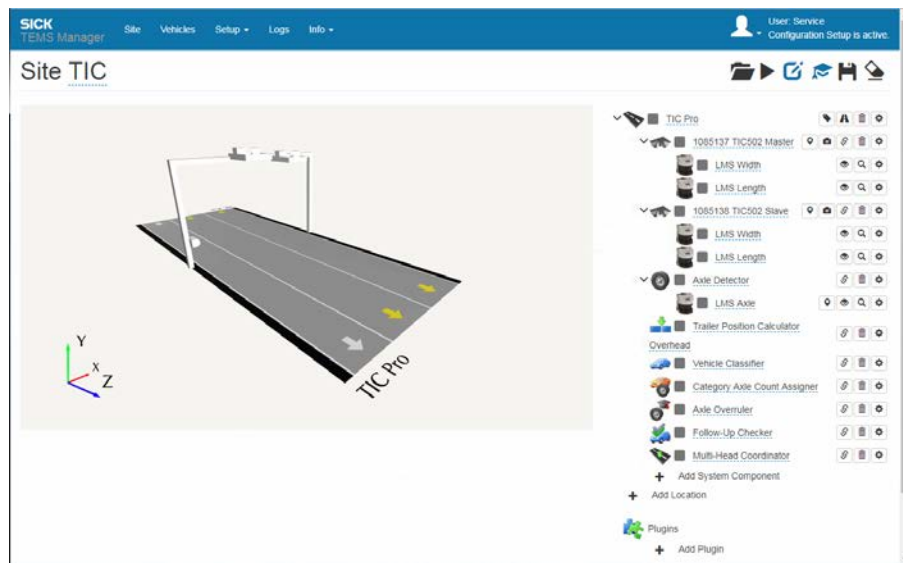 SICK
TEMS Manager
Site Vehicles Setup Logs Info
User: Service
Configuration Setup is active.
Site TIC
TIC Pro
1085137 TIC502 Master
LMS Width
LMS Length
1085138 TIC502 Slave
LMS Width
LMS Length
Axle Detector
LMS Axle
Trailer Position Calculator
Overhead
Vehicle Classifier
Category Axle Count Assigner
Axle Overruler
Follow-Up Checker
Multi-Head Coordinator
+ Add System Component
+ Add Location
Plugins
+ Add Plugin
Y
X
Z
TIC Pro